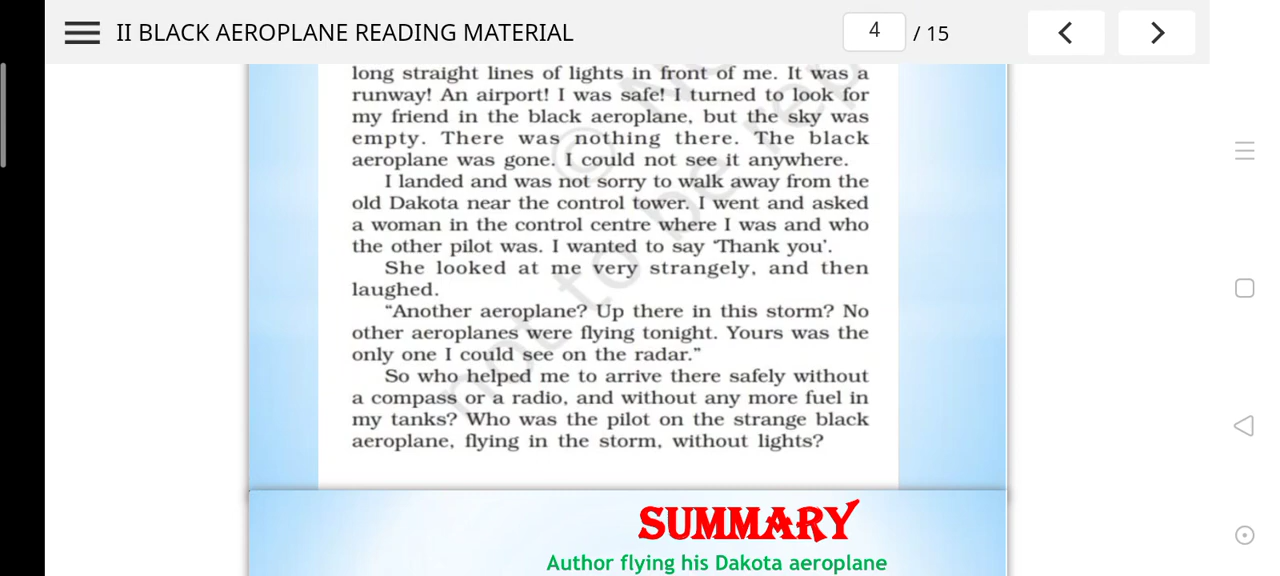 II BLACK AEROPLANE READING MATERIAL
4 / 15
long straight lines of lights in front of me. It was a
runway! An airport! I was safe! I turned to look for
my friend in the black aeroplane, but the sky was
empty. There was nothing there. The black
aeroplane was gone. I could not see it anywhere.
I landed and was not sorry to walk away from the
old Dakota near the control tower. I went and asked
a woman in the control centre where I was and who
the other pilot was. I wanted to say ‘Thank you’.
She looked at me very strangely, and then
laughed.
“Another aeroplane? Up there in this storm? No
other aeroplanes were flying tonight. Yours was the
only one I could see on the radar.”
So who helped me to arrive there safely without
a compass or a radio, and without any more fuel in
my tanks? Who was the pilot on the strange black
aeroplane, flying in the storm, without lights?
not to be rep
©
SUMMARY
Author flying his Dakota aeroplane